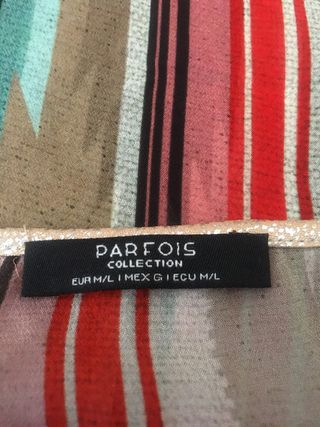 PARFOIS
COLLECTION
EUR M/L | MEX G | ECU M/L